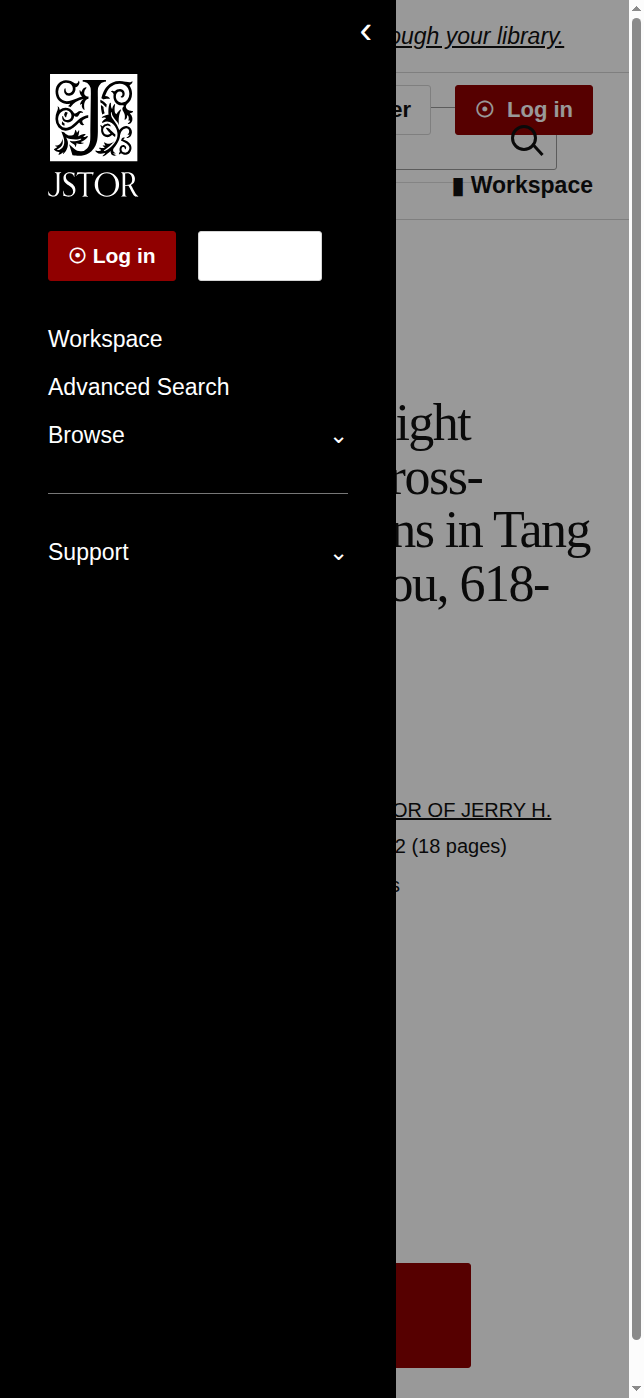 ‹
ough your library.
er
Log in
JSTOR
Workspace
Log in
Workspace
Advanced Search
Browse
Support
ight
ross-
ns in Tang
ou, 618-
OR OF JERRY H.
2 (18 pages)
s